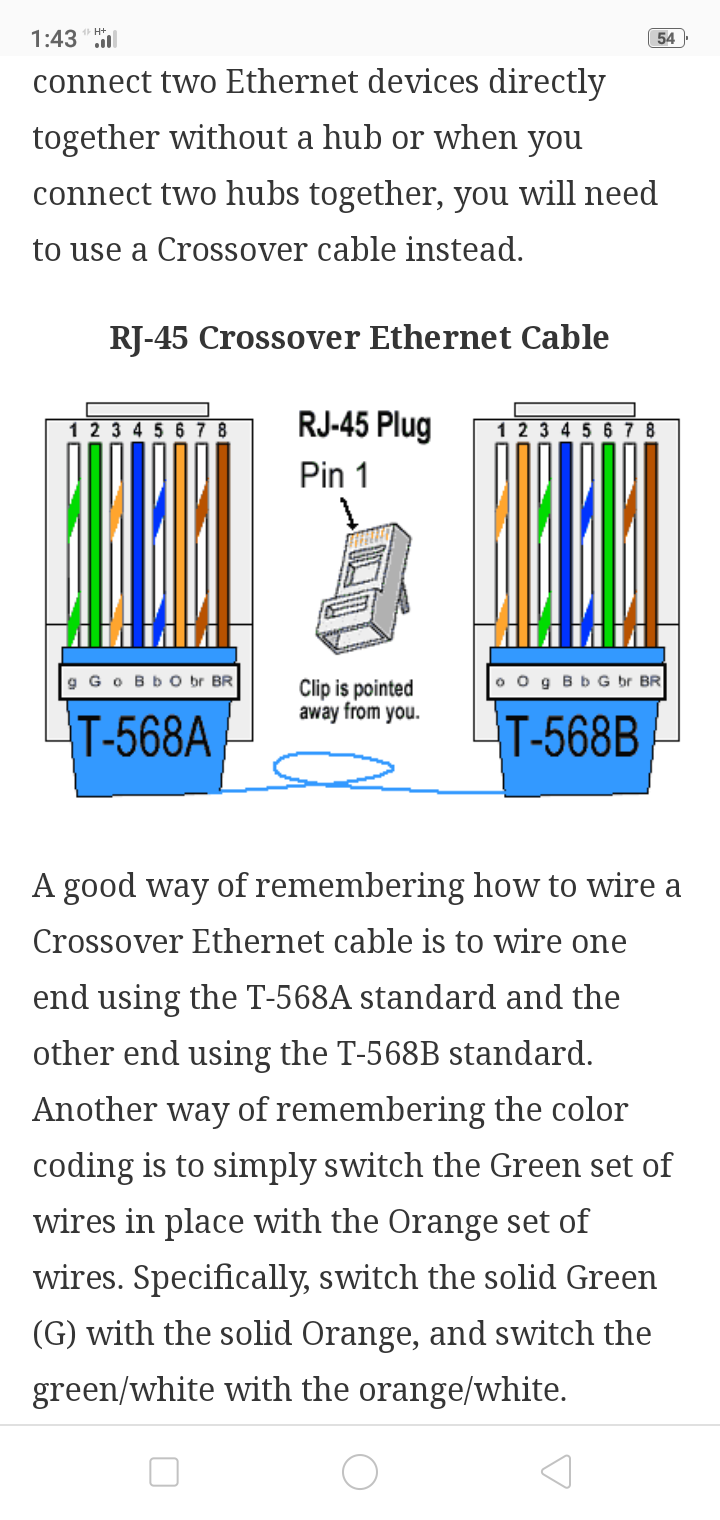 1:43 H+ 54
connect two Ethernet devices directly
together without a hub or when you
connect two hubs together, you will need
to use a Crossover cable instead.
RJ-45 Crossover Ethernet Cable
1 2 3 4 5 6 7 8
g G o B b O br BR
T-568A
RJ-45 Plug
Pin 1
Clip is pointed
away from you.
1 2 3 4 5 6 7 8
o O g B b G br BR
T-568B
A good way of remembering how to wire a
Crossover Ethernet cable is to wire one
end using the T-568A standard and the
other end using the T-568B standard.
Another way of remembering the color
coding is to simply switch the Green set of
wires in place with the Orange set of
wires. Specifically, switch the solid Green
(G) with the solid Orange, and switch the
green/white with the orange/white.